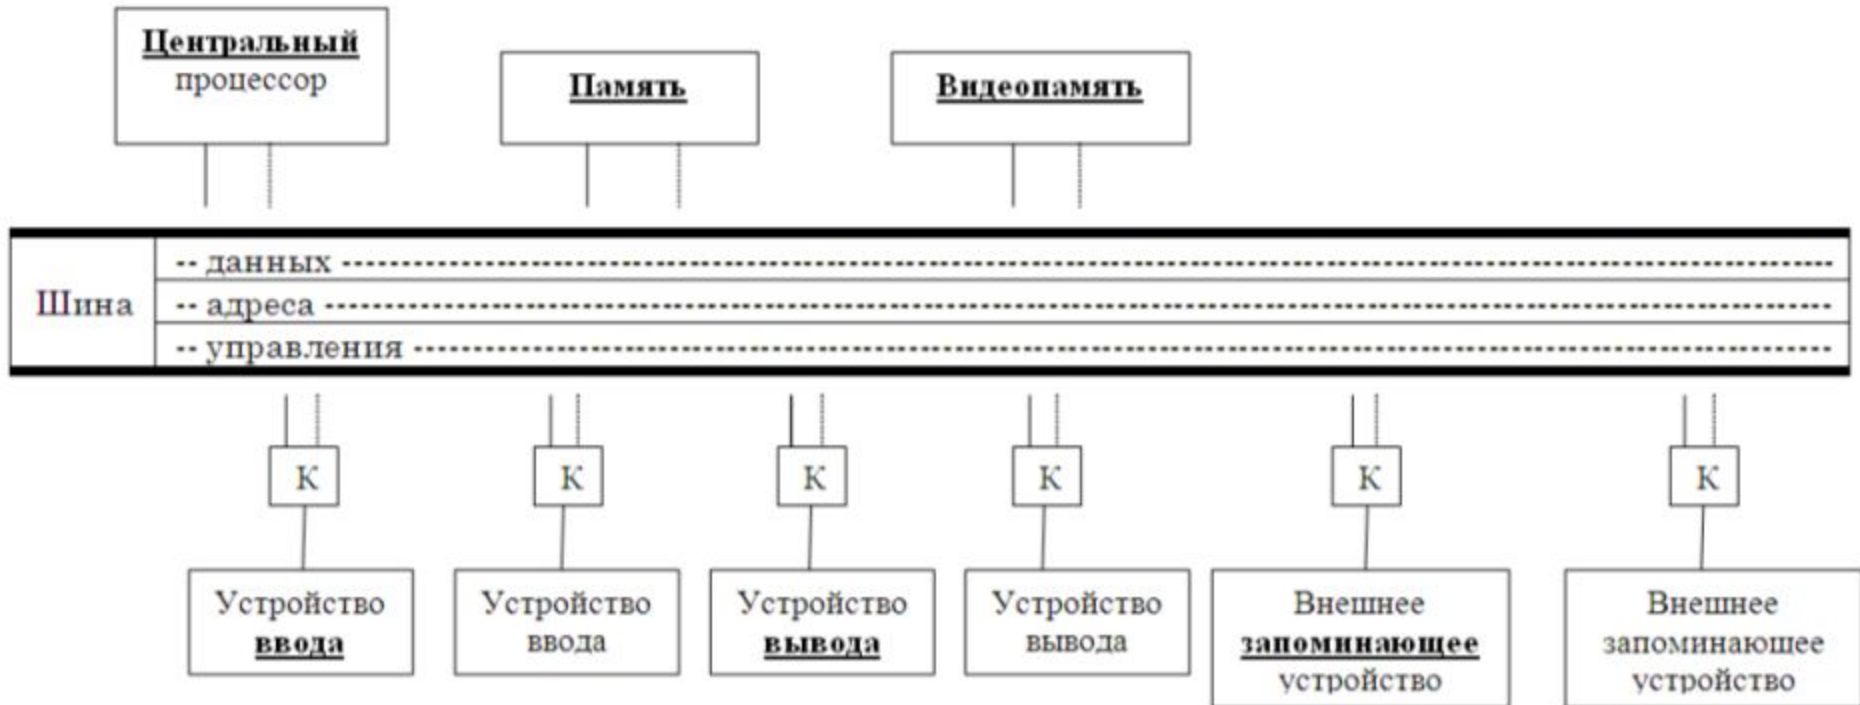 Центральный
процессор
Память
Видеопамять
Шина
-- данных --------------------------------------------------------------------------------
-- адреса --------------------------------------------------------------------------------
-- управления --------------------------------------------------------------------------------
К
К
К
К
К
К
Устройство
ввода
Устройство
ввода
Устройство
вывода
Устройство
вывода
Внешнее
запоминающее
устройство
Внешнее
запоминающее
устройство